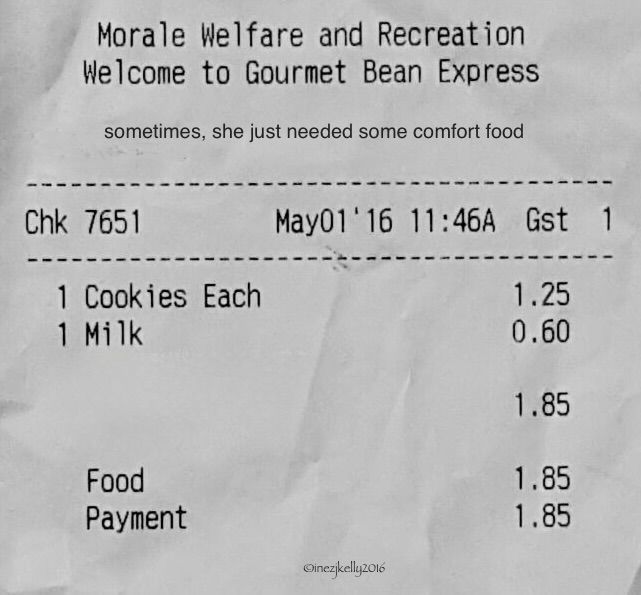 Morale Welfare and Recreation
Welcome to Gourmet Bean Express
sometimes, she just needed some comfort food
--------------------------------------------
Chk 7651 May01'16 11:46A Gst 1
--------------------------------------------
1 Cookies Each 1.25
1 Milk 0.60
1.85
Food 1.85
Payment 1.85
©inezjkelly2016